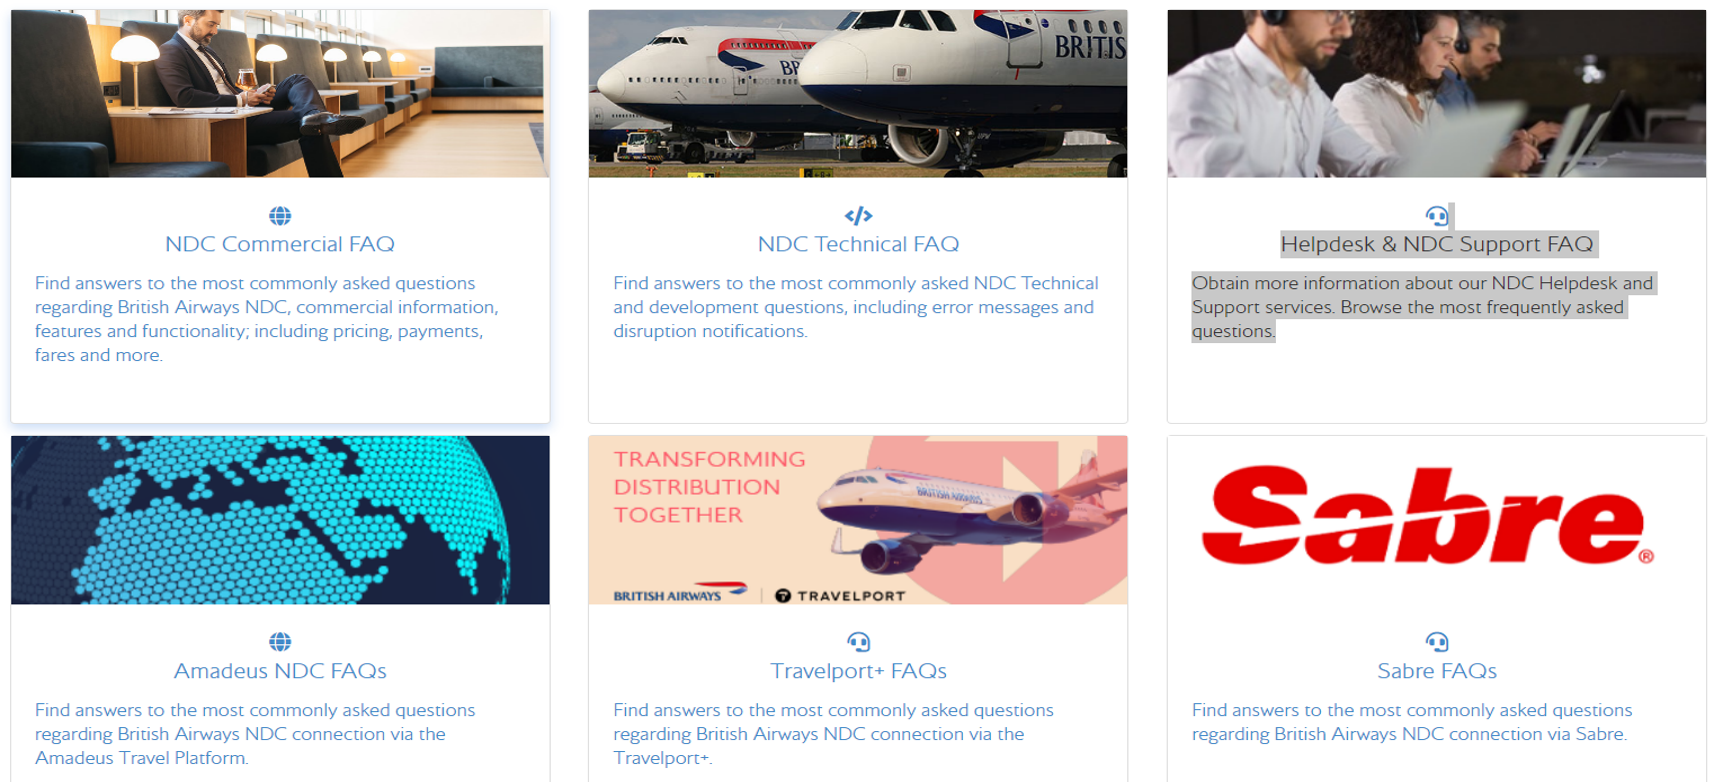 BRITIS
BR
NDC Commercial FAQ
Find answers to the most commonly asked questions
regarding British Airways NDC, commercial information,
features and functionality; including pricing, payments,
fares and more.
NDC Technical FAQ
Find answers to the most commonly asked NDC Technical
and development questions, including error messages and
disruption notifications.
Helpdesk & NDC Support FAQ
Obtain more information about our NDC Helpdesk and
Support services. Browse the most frequently asked
questions.
TRANSFORMING
DISTRIBUTION
TOGETHER
BRITISH AIRWAYS
BRITISH AIRWAYS
TRAVELPORT
Sabre®
Amadeus NDC FAQs
Find answers to the most commonly asked questions
regarding British Airways NDC connection via the
Amadeus Travel Platform.
Travelport+ FAQs
Find answers to the most commonly asked questions
regarding British Airways NDC connection via the
Travelport+.
Sabre FAQs
Find answers to the most commonly asked questions
regarding British Airways NDC connection via Sabre.